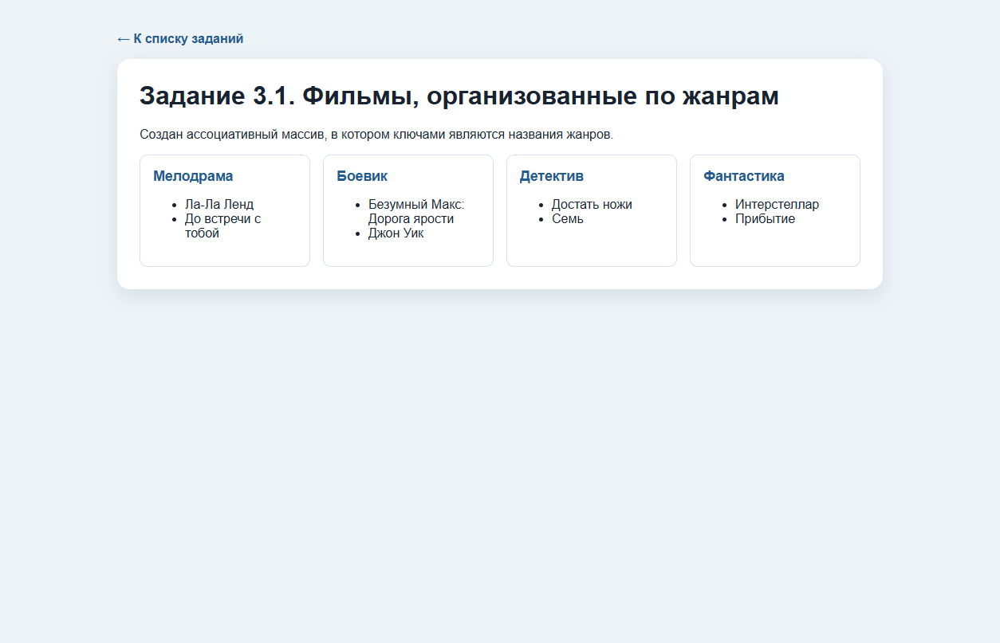 ← К списку заданий
Задание 3.1. Фильмы, организованные по жанрам
Создан ассоциативный массив, в котором ключами являются названия жанров.
Мелодрама
• Ла-Ла Ленд
• До встречи с
тобой
Боевик
• Безумный Макс:
Дорога ярости
• Джон Уик
Детектив
• Достать ножи
• Семь
Фантастика
• Интерстеллар
• Прибытие